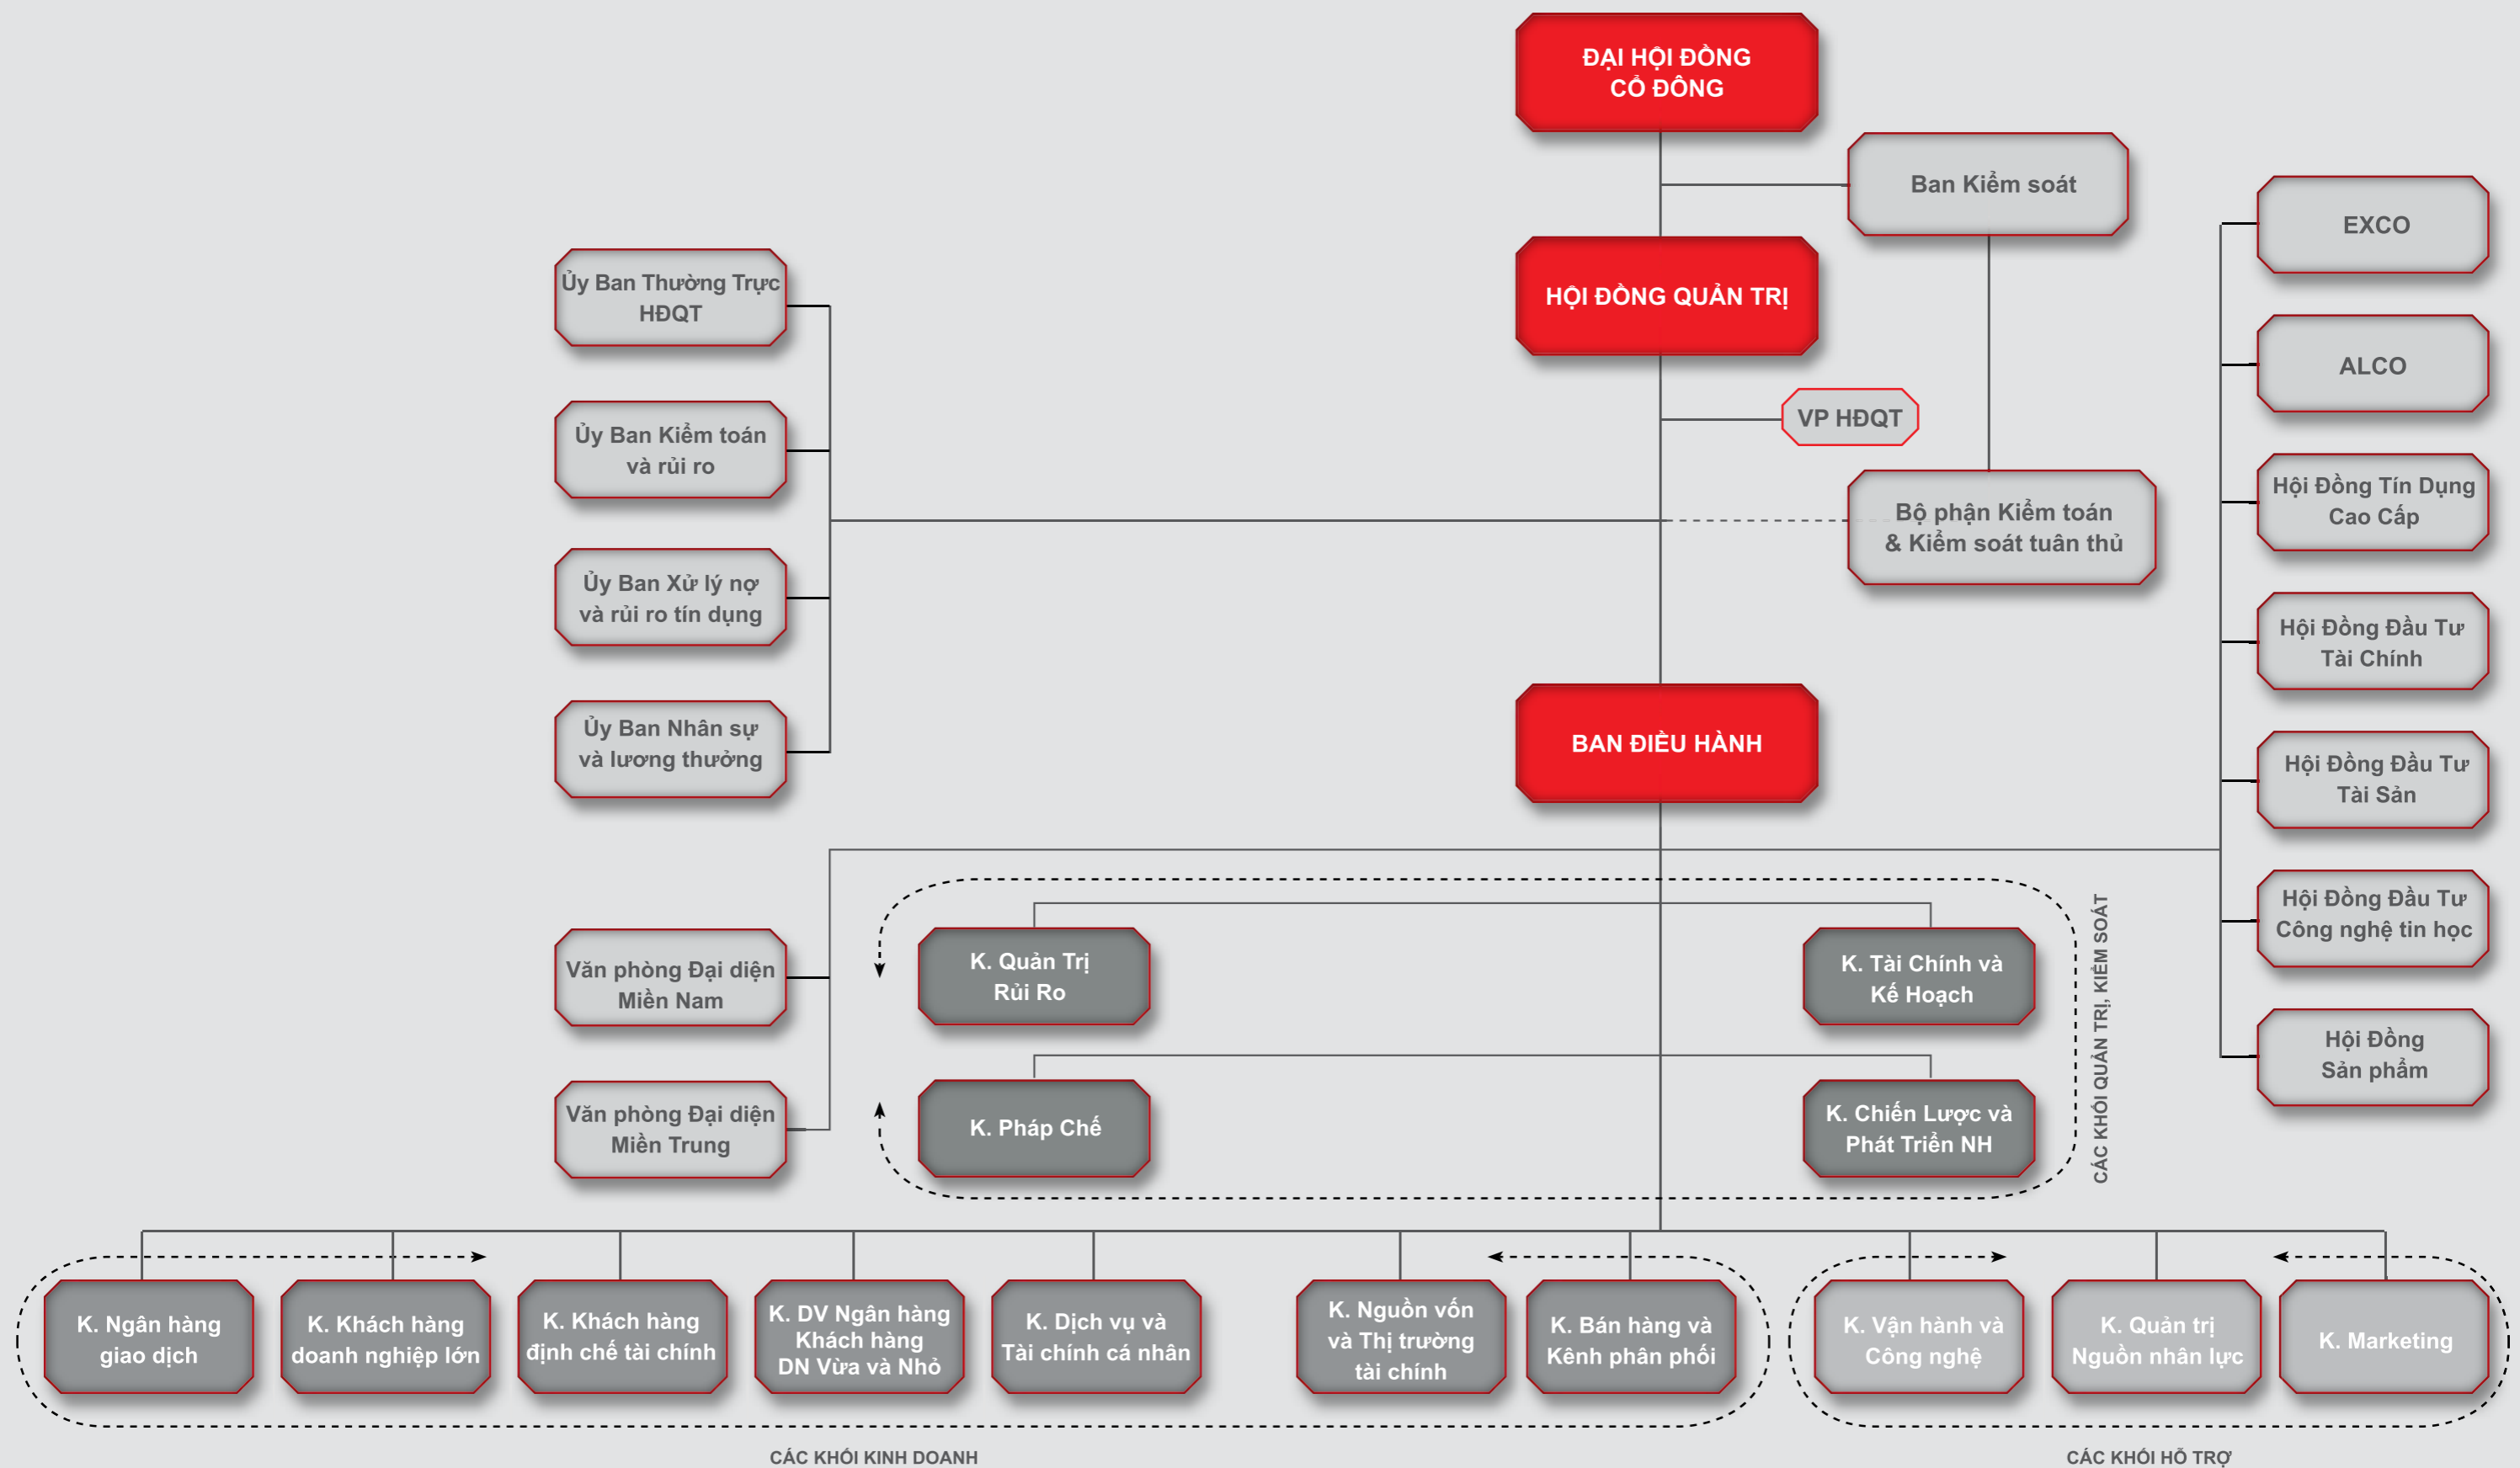 ĐẠI HỘI ĐỒNG
CỔ ĐÔNG
Ban Kiểm soát
HỘI ĐỒNG QUẢN TRỊ
VP HĐQT
Bộ phận Kiểm toán
& Kiểm soát tuân thủ
Ủy Ban Thường Trực
HĐQT
Ủy Ban Kiểm toán
và rủi ro
Ủy Ban Xử lý nợ
và rủi ro tín dụng
Ủy Ban Nhân sự
và lương thưởng
EXCO
ALCO
Hội Đồng Tín Dụng
Cao Cấp
Hội Đồng Đầu Tư
Tài Chính
Hội Đồng Đầu Tư
Tài Sản
Hội Đồng Đầu Tư
Công nghệ tin học
Hội Đồng
Sản phẩm
BAN ĐIỀU HÀNH
Văn phòng Đại diện
Miền Nam
Văn phòng Đại diện
Miền Trung
K. Quản Trị
Rủi Ro
K. Tài Chính và
Kế Hoạch
K. Pháp Chế
K. Chiến Lược và
Phát Triển NH
CÁC KHỐI QUẢN TRỊ, KIỂM SOÁT
K. Ngân hàng
giao dịch
K. Khách hàng
doanh nghiệp lớn
K. Khách hàng
định chế tài chính
K. DV Ngân hàng
Khách hàng
DN Vừa và Nhỏ
K. Dịch vụ và
Tài chính cá nhân
K. Nguồn vốn
và Thị trường
tài chính
K. Bán hàng và
Kênh phân phối
K. Vận hành và
Công nghệ
K. Quản trị
Nguồn nhân lực
K. Marketing
CÁC KHỐI KINH DOANH
CÁC KHỐI HỖ TRỢ